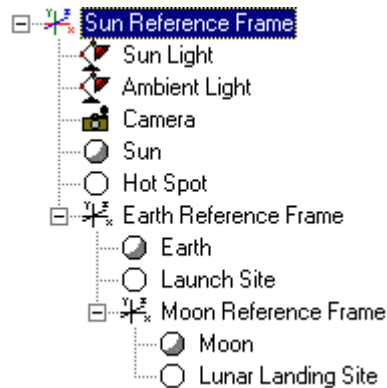 Sun Reference Frame
Sun Light
Ambient Light
Camera
Sun
Hot Spot
Earth Reference Frame
Earth
Launch Site
Moon Reference Frame
Moon
Lunar Landing Site